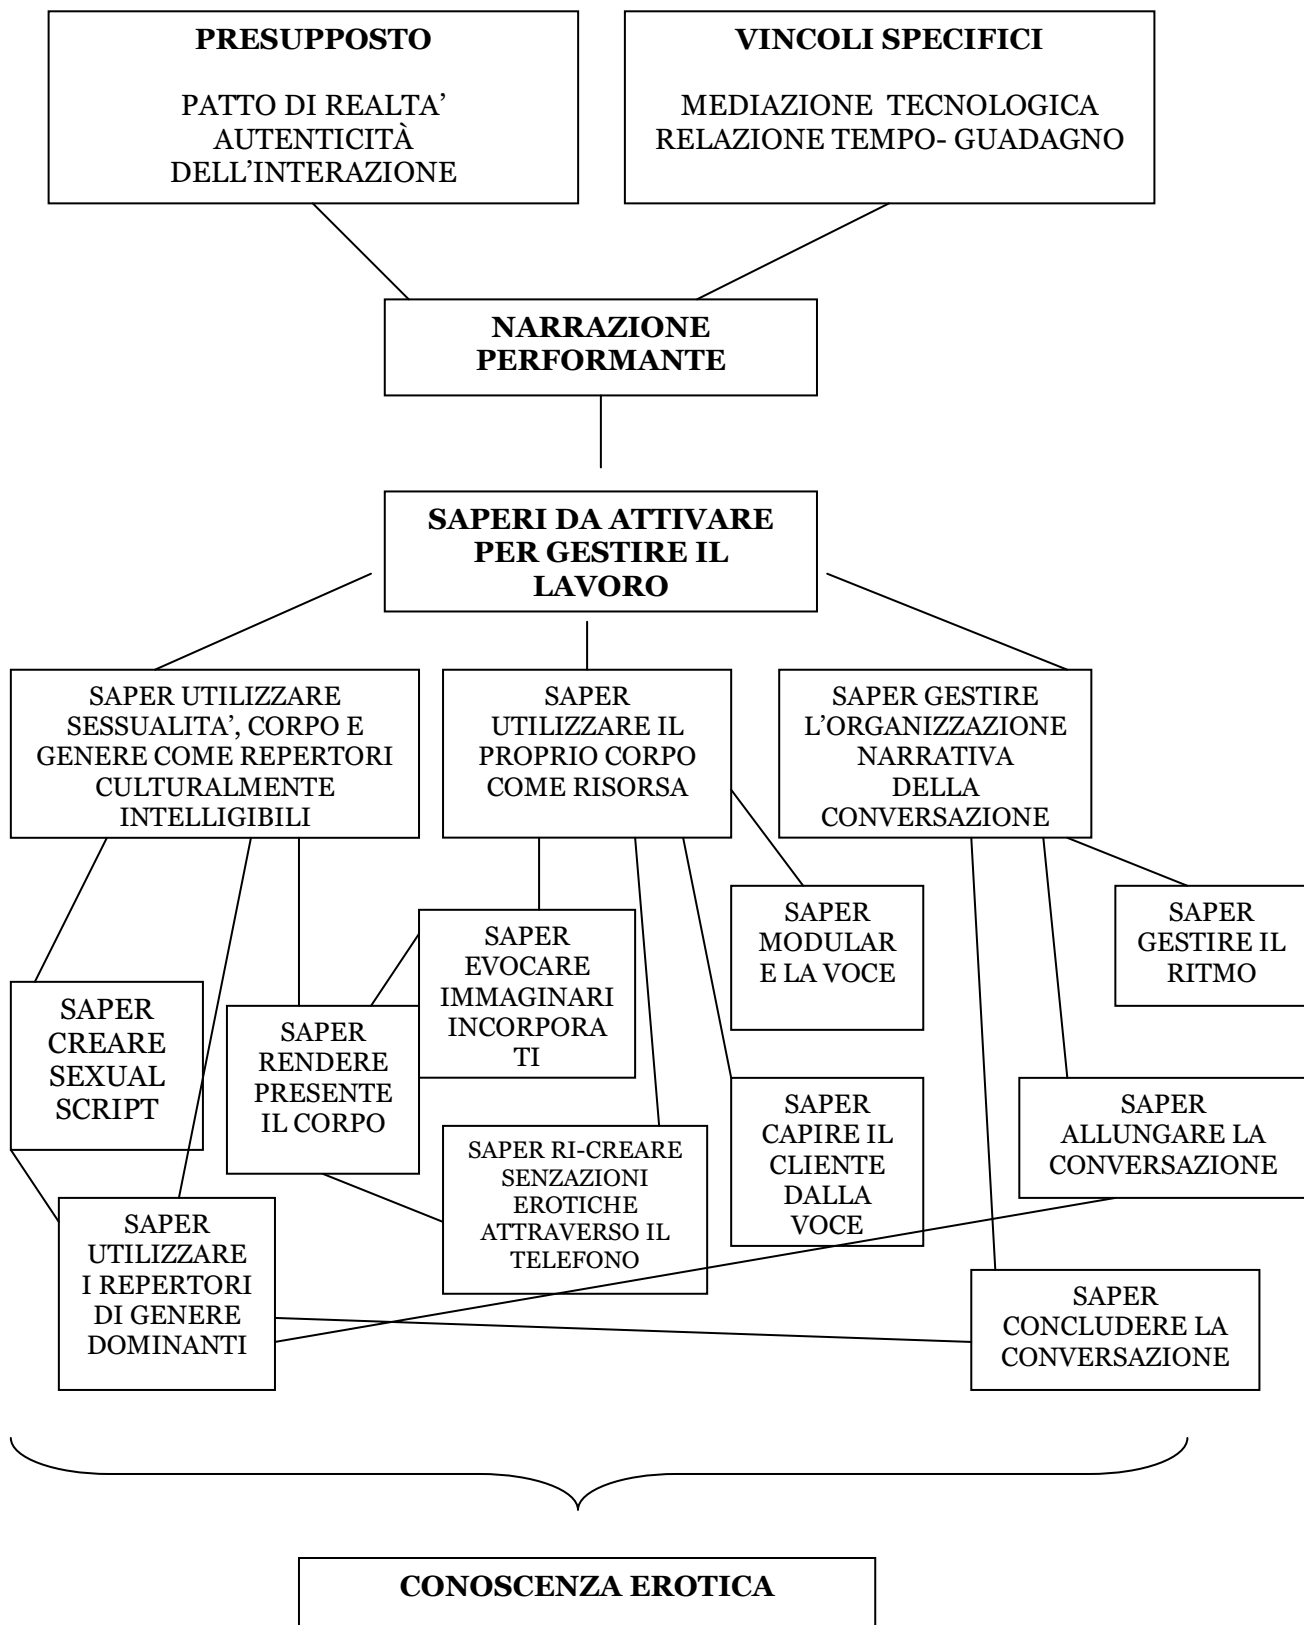 PRESUPPOSTO
PATTO DI REALTA’
AUTENTICITÀ
DELL’INTERAZIONE
VINCOLI SPECIFICI
MEDIAZIONE TECNOLOGICA
RELAZIONE TEMPO- GUADAGNO
NARRAZIONE
PERFORMANTE
SAPERI DA ATTIVARE
PER GESTIRE IL
LAVORO
SAPER UTILIZZARE
SESSUALITA’, CORPO E
GENERE COME REPERTORI
CULTURALMENTE
INTELLIGIBILI
SAPER
UTILIZZARE IL
PROPRIO CORPO
COME RISORSA
SAPER GESTIRE
L’ORGANIZZAZIONE
NARRATIVA
DELLA
CONVERSAZIONE
SAPER
MODULAR
E LA VOCE
SAPER
GESTIRE IL
RITMO
SAPER
EVOCARE
IMMAGINARI
INCORPORA
TI
SAPER
CREARE
SEXUAL
SCRIPT
SAPER
RENDERE
PRESENTE
IL CORPO
SAPER
CAPIRE IL
CLIENTE
DALLA
VOCE
SAPER
ALLUNGARE LA
CONVERSAZIONE
SAPER RI-CREARE
SENZAZIONI
EROTICHE
ATTRAVERSO IL
TELEFONO
SAPER
UTILIZZARE
I REPERTORI
DI GENERE
DOMINANTI
SAPER
CONCLUDERE LA
CONVERSAZIONE
CONOSCENZA EROTICA